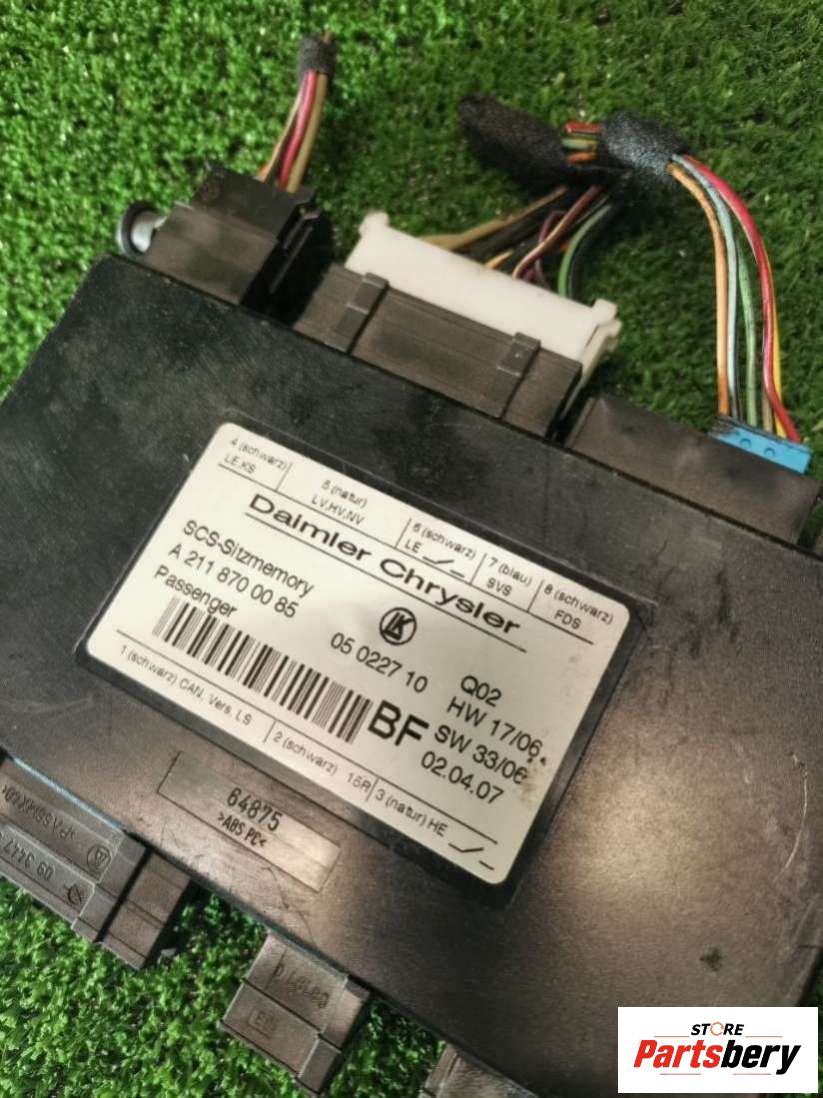 4 (schwarz)
LE,KS
5 (natur)
LV,HV,NV
6 (schwarz)
LE
7 (blau)
SVS
8 (schwarz)
FDS
Daimler Chrysler
SCS-Sitzmemory
A 211 870 00 85
Passenger
LK
05 0227 10
Q02
HW 17/06
BF
SW 33/06
02.04.07
1 (schwarz) CAN, Vers, LS
2 (schwarz) 15R
3 (natur) HE
64875
>ABS PC<
STORE
Partsbery